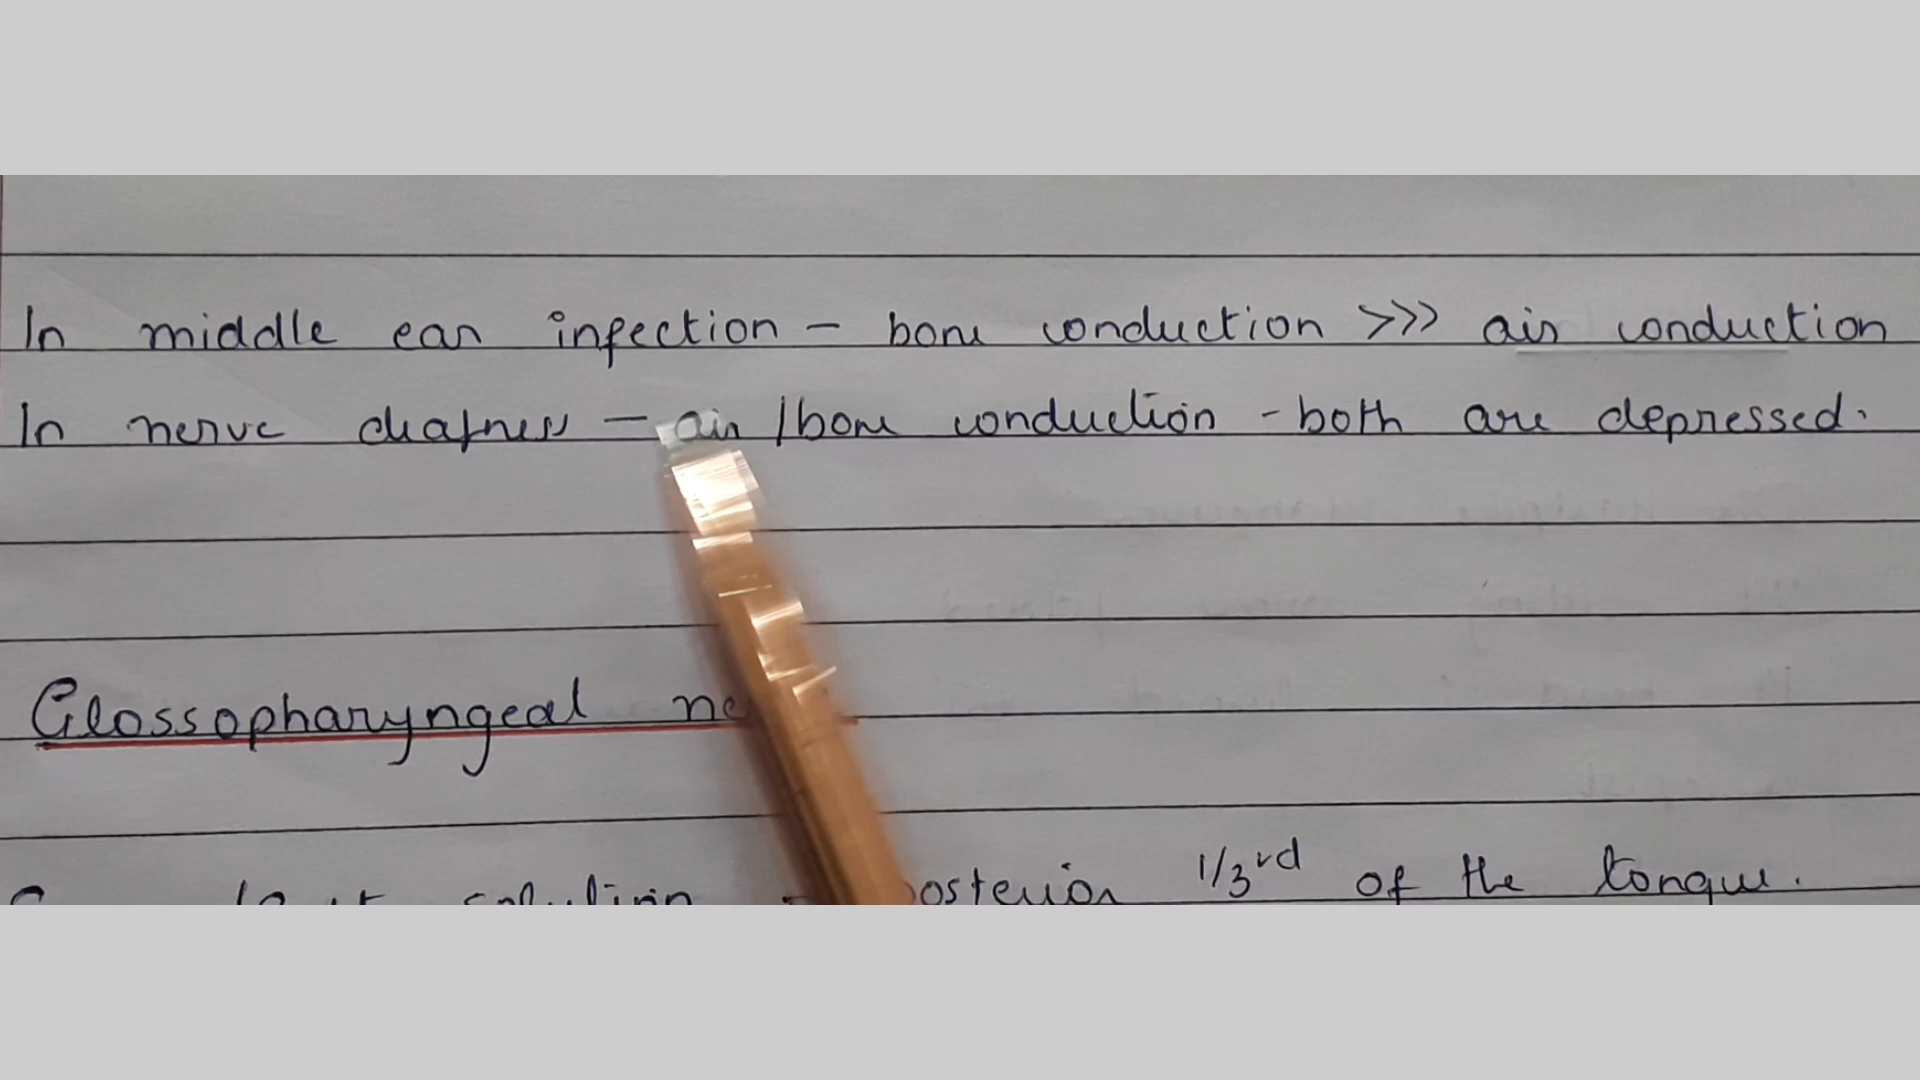 In middle ear infection - bone conduction >>> air conduction
In nerve deafness - air / bone conduction - both are depressed.
Glossopharyngeal
posterior 1/3rd of the tongue.